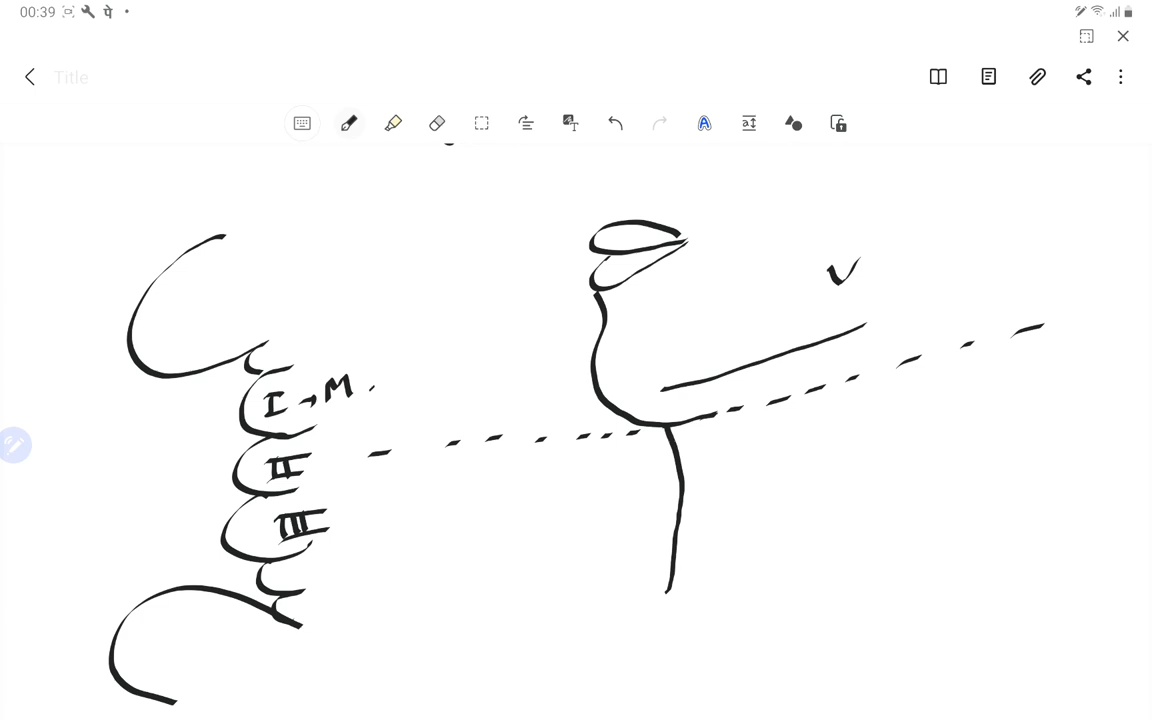 00:39 पे
Title
I → M.
II
III